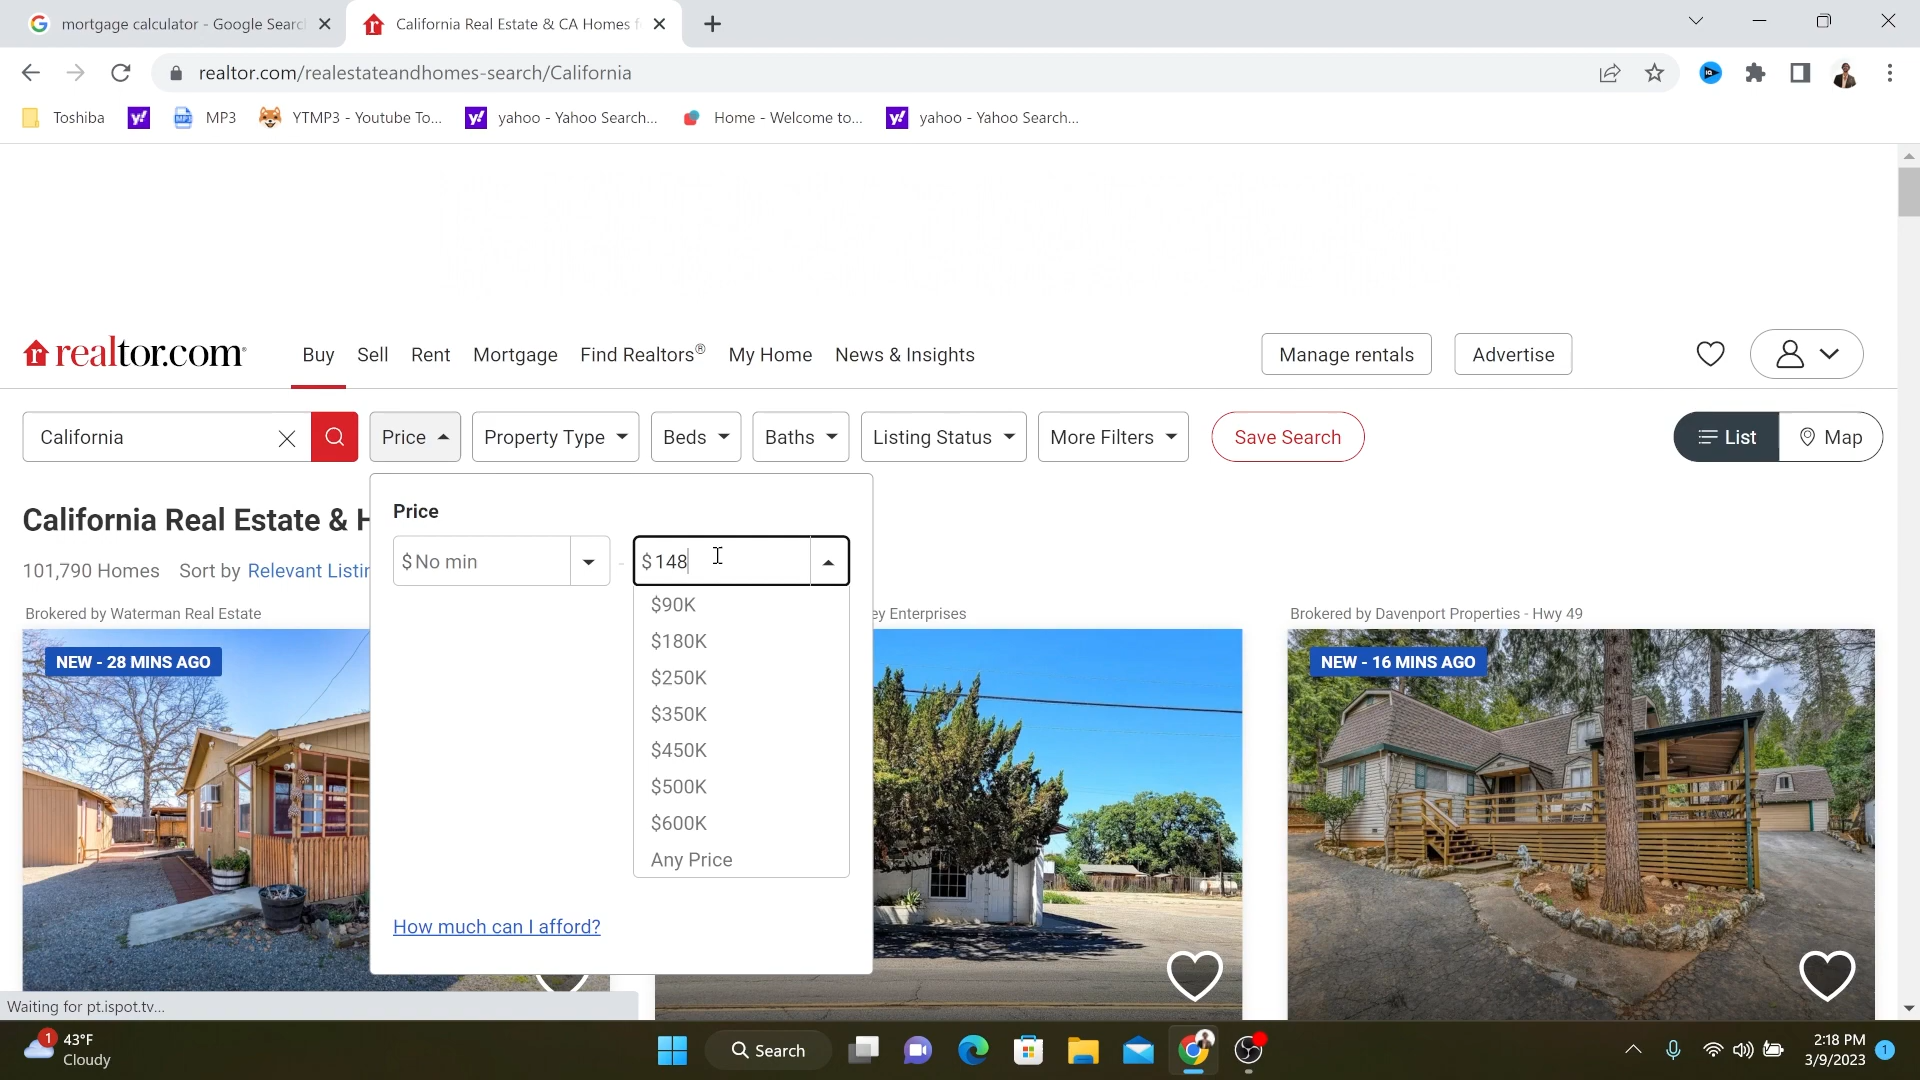 mortgage calculator - Google Searc
California Real Estate & CA Homes f
realtor.com/realestateandhomes-search/California
Toshiba
MP3
YTMP3 - Youtube To...
yahoo - Yahoo Search...
Home - Welcome to...
yahoo - Yahoo Search...
realtor.com®
Buy
Sell
Rent
Mortgage
Find Realtors®
My Home
News & Insights
Manage rentals
Advertise
California
Price
Property Type
Beds
Baths
Listing Status
More Filters
Save Search
List
Map
California Real Estate & H
101,790 Homes
Sort by Relevant Listin
Price
$ No min
-
$ 148
$90K
$180K
$250K
$350K
$450K
$500K
$600K
Any Price
How much can I afford?
Brokered by Waterman Real Estate
NEW - 28 MINS AGO
ey Enterprises
Brokered by Davenport Properties - Hwy 49
NEW - 16 MINS AGO
Waiting for pt.ispot.tv...
1
43°F
Cloudy
Search
2:18 PM
3/9/2023
1